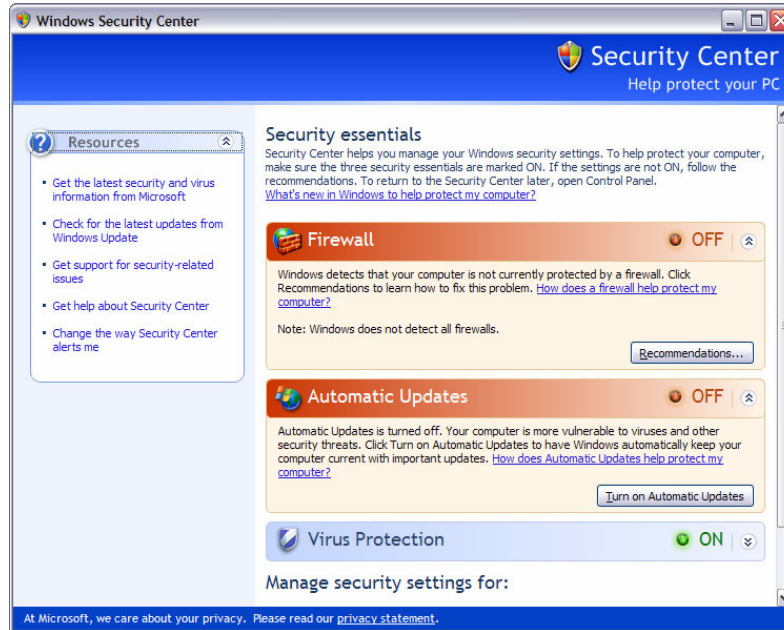 Windows Security Center
Security Center
Help protect your PC
Resources
Get the latest security and virus
information from Microsoft
Check for the latest updates from
Windows Update
Get support for security-related
issues
Get help about Security Center
Change the way Security Center
alerts me
Security essentials
Security Center helps you manage your Windows security settings. To help protect your computer,
make sure the three security essentials are marked ON. If the settings are not ON, follow the
recommendations. To return to the Security Center later, open Control Panel.
What's new in Windows to help protect my computer?
Firewall OFF
Windows detects that your computer is not currently protected by a firewall. Click
Recommendations to learn how to fix this problem. How does a firewall help protect my
computer?
Note: Windows does not detect all firewalls.
Recommendations...
Automatic Updates OFF
Automatic Updates is turned off. Your computer is more vulnerable to viruses and other
security threats. Click Turn on Automatic Updates to have Windows automatically keep your
computer current with important updates. How does Automatic Updates help protect my
computer?
Turn on Automatic Updates
Virus Protection ON
Manage security settings for:
At Microsoft, we care about your privacy. Please read our privacy statement.